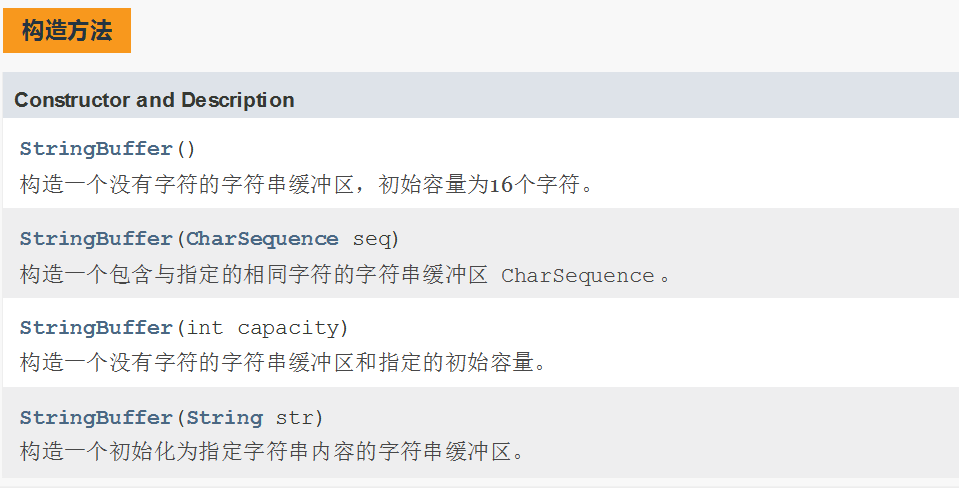 构造方法
Constructor and Description
StringBuffer()
构造一个没有字符的字符串缓冲区，初始容量为16个字符。
StringBuffer(CharSequence seq)
构造一个包含与指定的相同字符的字符串缓冲区 CharSequence 。
StringBuffer(int capacity)
构造一个没有字符的字符串缓冲区和指定的初始容量。
StringBuffer(String str)
构造一个初始化为指定字符串内容的字符串缓冲区。